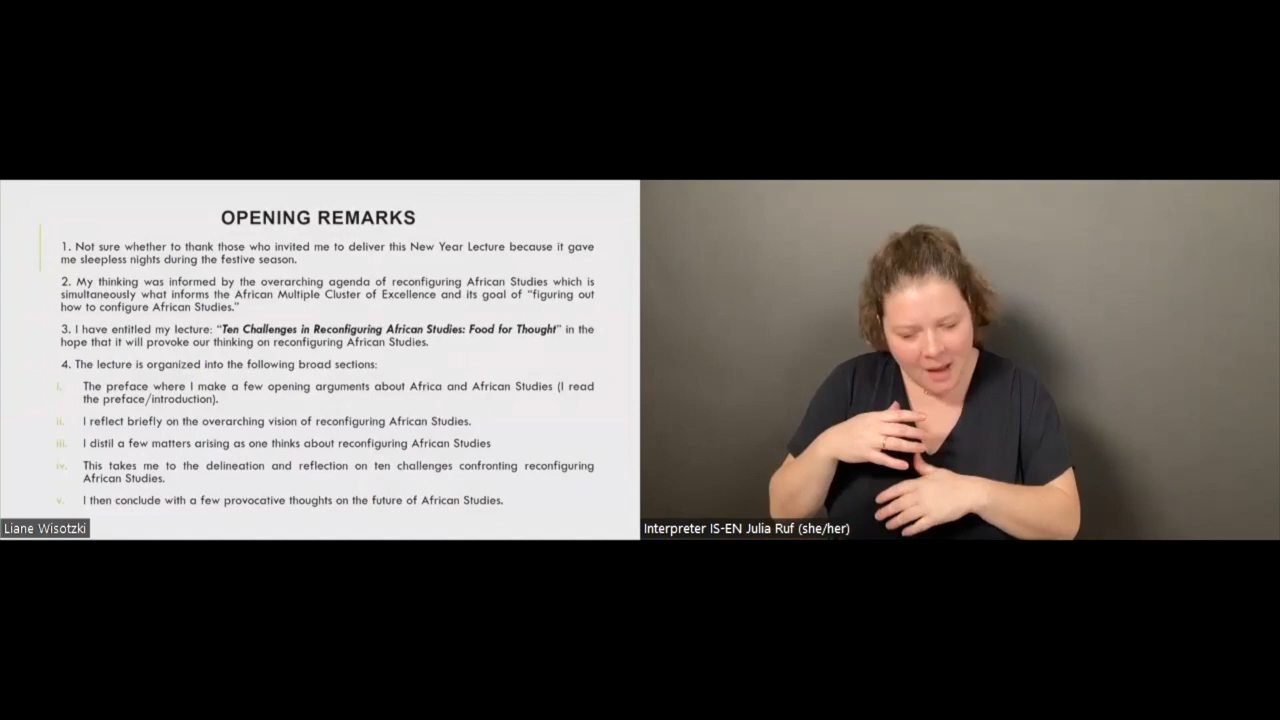 OPENING REMARKS
1. Not sure whether to thank those who invited me to deliver this New Year Lecture because it gave
me sleepless nights during the festive season.
2. My thinking was informed by the overarching agenda of reconfiguring African Studies which is
simultaneously what informs the African Multiple Cluster of Excellence and its goal of “figuring out
how to configure African Studies.”
3. I have entitled my lecture: “Ten Challenges in Reconfiguring African Studies: Food for Thought” in the
hope that it will provoke our thinking on reconfiguring African Studies.
4. The lecture is organized into the following broad sections:
i. The preface where I make a few opening arguments about Africa and African Studies (I read
the preface/introduction).
ii. I reflect briefly on the overarching vision of reconfiguring African Studies.
iii. I distil a few matters arising as one thinks about reconfiguring African Studies
iv. This takes me to the delineation and reflection on ten challenges confronting reconfiguring
African Studies.
v. I then conclude with a few provocative thoughts on the future of African Studies.
Liane Wisotzki
Interpreter IS-EN Julia Ruf (she/her)